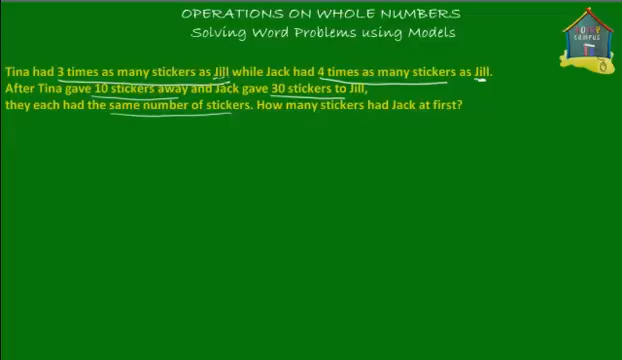 OPERATIONS ON WHOLE NUMBERS
Solving Word Problems using Models
Tina had 3 times as many stickers as Jill while Jack had 4 times as many stickers as Jill.
After Tina gave 10 stickers away and Jack gave 30 stickers to Jill,
they each had the same number of stickers. How many stickers had Jack at first?